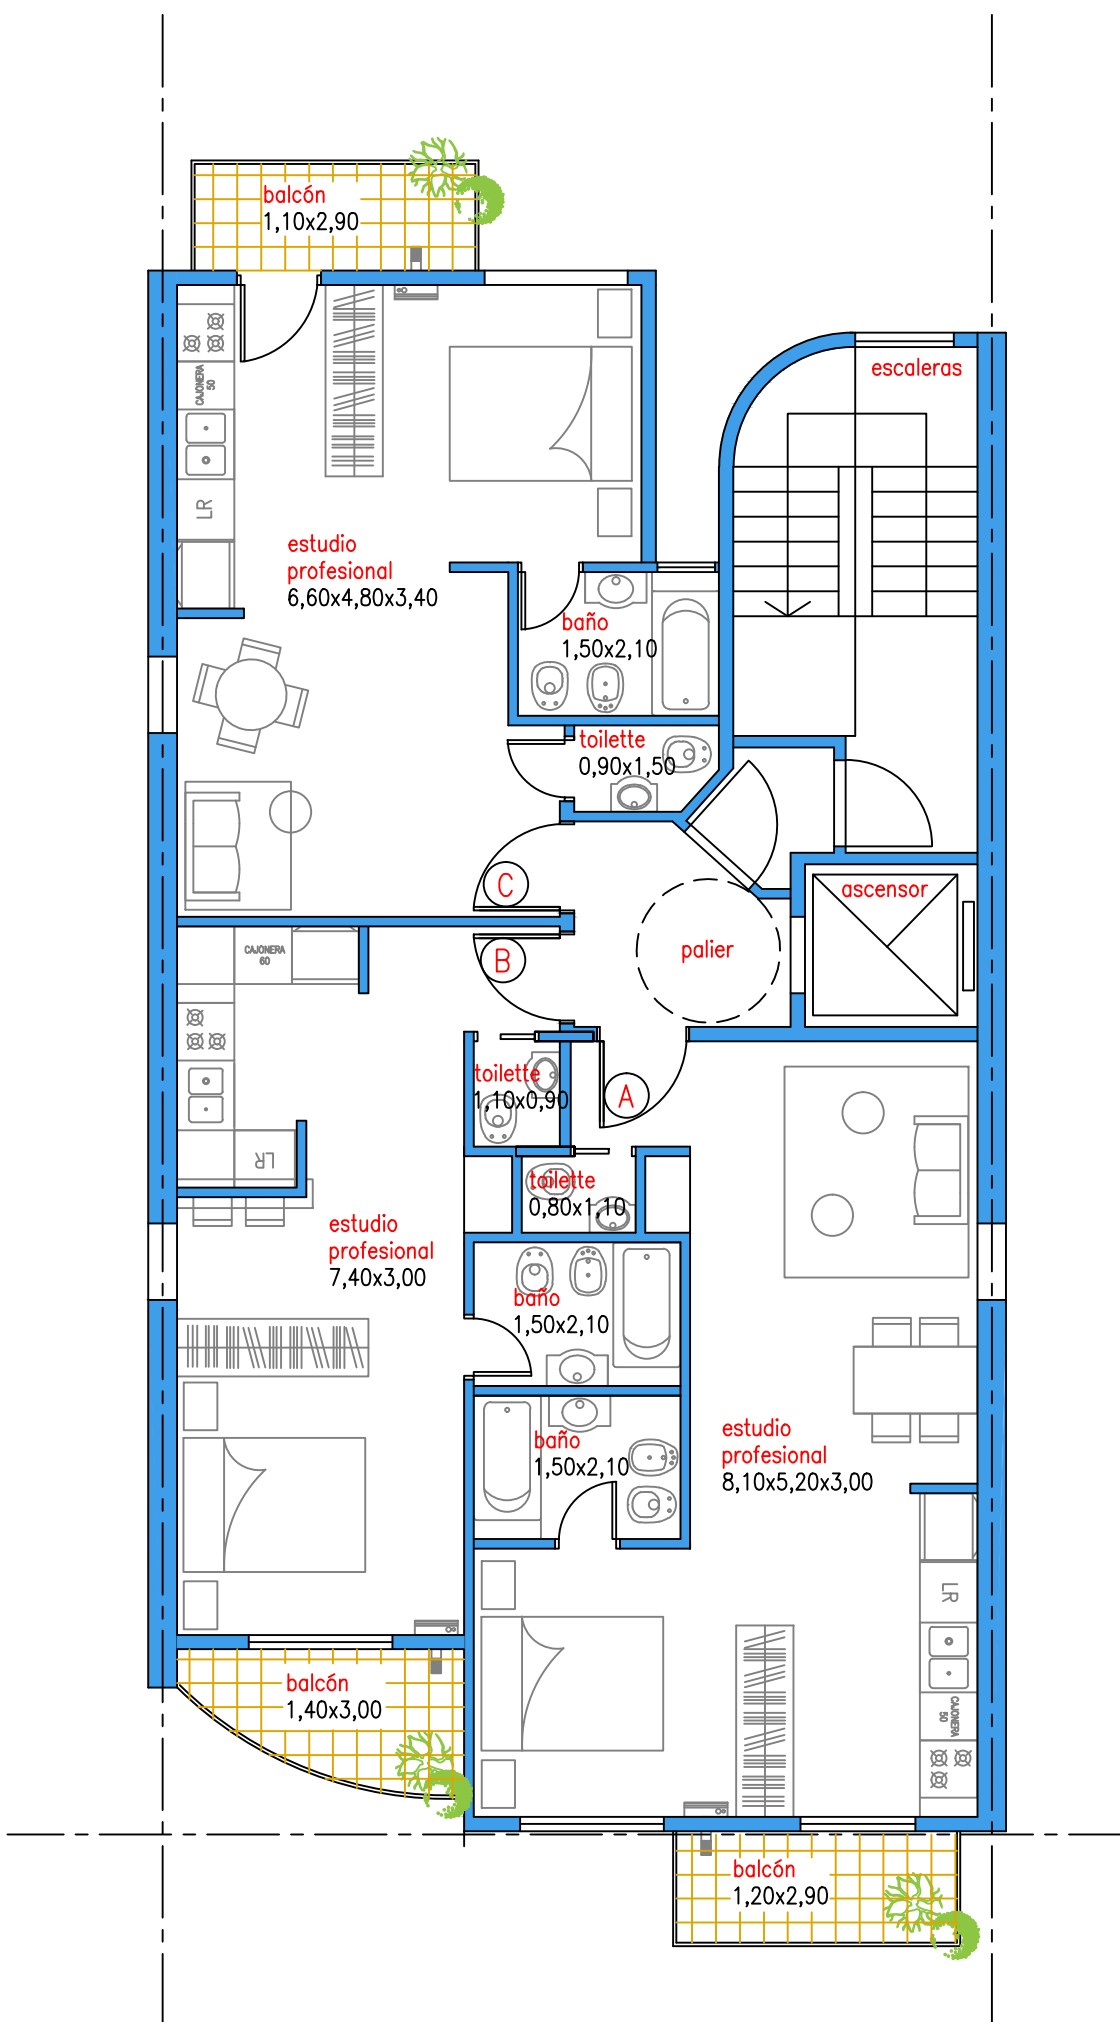 balcón
1,10x2,90
escaleras
CAJONERA
50
LR
estudio
profesional
6,60x4,80x3,40
baño
1,50x2,10
toilette
0,90x1,50
C
ascensor
B
palier
CAJONERA
60
toilette
1,10x0,90
A
LR
toilette
0,80x1,10
estudio
profesional
7,40x3,00
baño
1,50x2,10
baño
1,50x2,10
estudio
profesional
8,10x5,20x3,00
LR
balcón
1,40x3,00
CAJONERA
50
balcón
1,20x2,90